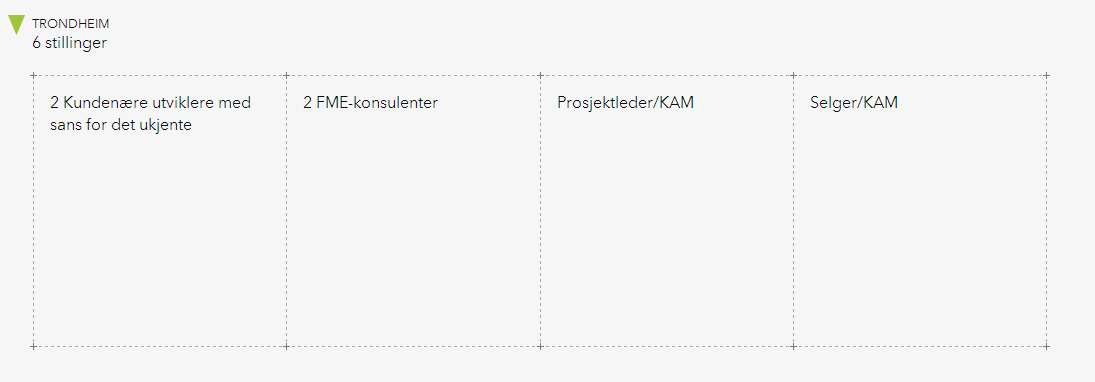 TRONDHEIM
6 stillinger
2 Kundenære utviklere med
sans for det ukjente
2 FME-konsulenter
Prosjektleder/KAM
Selger/KAM